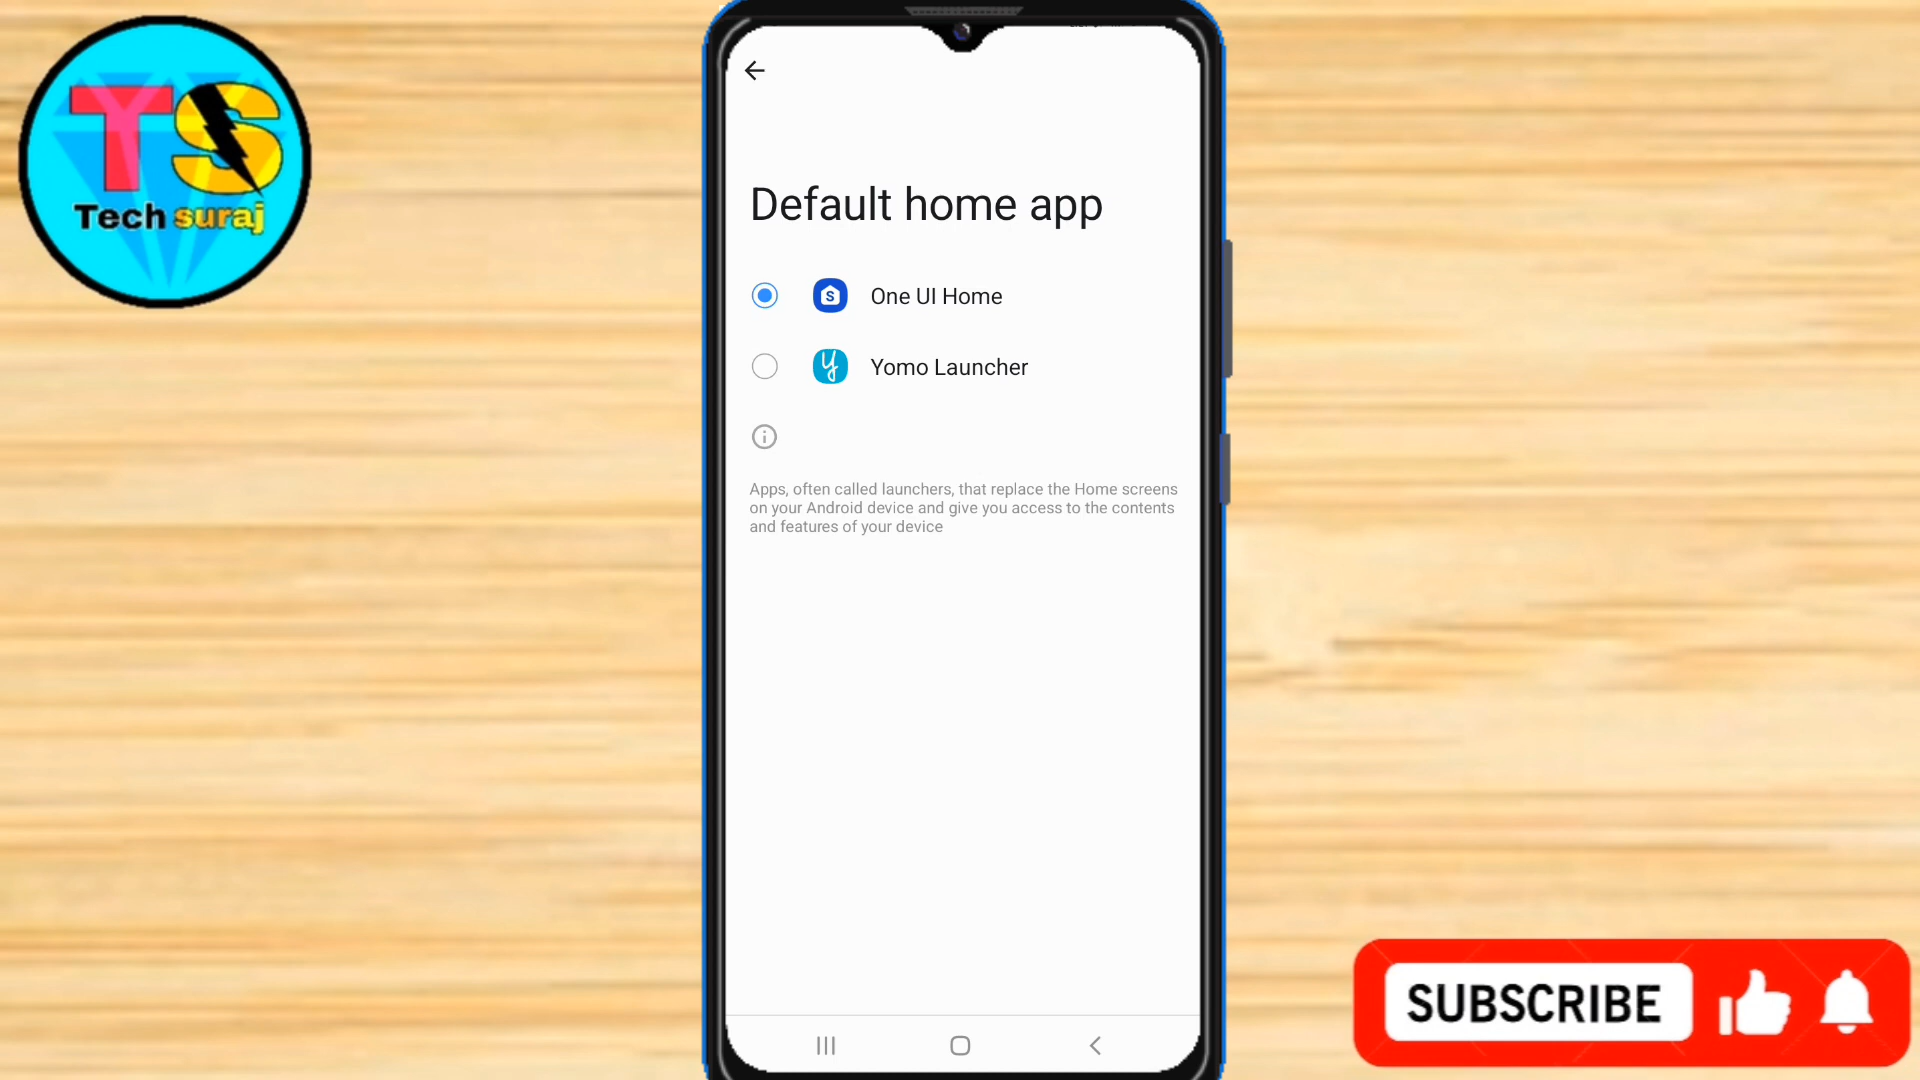 TS
Tech suraj
Default home app
One UI Home
Yomo Launcher
Apps, often called launchers, that replace the Home screens
on your Android device and give you access to the contents
and features of your device
SUBSCRIBE